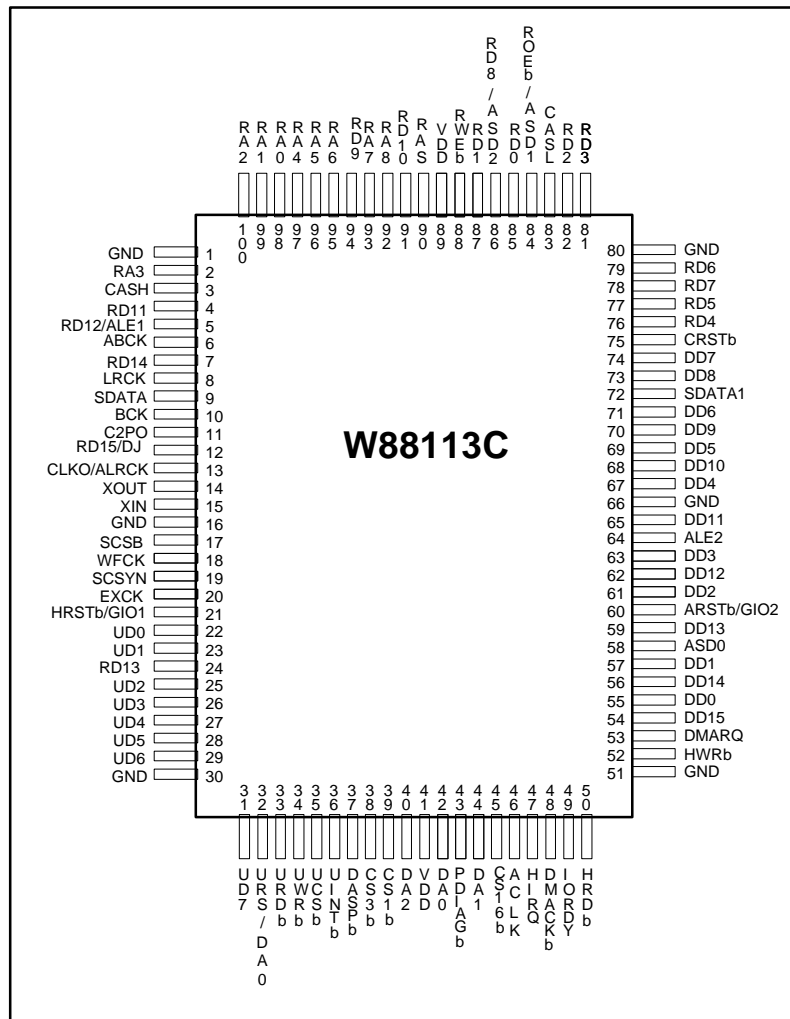 RA2 RA1 RA0 RA4 RA5 RA6 RD9 RA7 RA8 RD10 RAS VDD RWEb RD1 RD8/ASD2 RD0 ROEb/ASD1 CASL RD2 RD3
100 99 98 97 96 95 94 93 92 91 90 89 88 87 86 85 84 83 82 81
GND 1
RA3 2
CASH 3
RD11 4
RD12/ALE1 5
ABCK 6
RD14 7
LRCK 8
SDATA 9
BCK 10
C2PO 11
RD15/DJ 12
CLKO/ALRCK 13
XOUT 14
XIN 15
GND 16
SCSB 17
WFCK 18
SCSYN 19
EXCK 20
HRSTb/GIO1 21
UD0 22
UD1 23
RD13 24
UD2 25
UD3 26
UD4 27
UD5 28
UD6 29
GND 30
W88113C
80 GND
79 RD6
78 RD7
77 RD5
76 RD4
75 CRSTb
74 DD7
73 DD8
72 SDATA1
71 DD6
70 DD9
69 DD5
68 DD10
67 DD4
66 GND
65 DD11
64 ALE2
63 DD3
62 DD12
61 DD2
60 ARSTb/GIO2
59 DD13
58 ASD0
57 DD1
56 DD14
55 DD0
54 DD15
53 DMARQ
52 HWRb
51 GND
31 32 33 34 35 36 37 38 39 40 41 42 43 44 45 46 47 48 49 50
UD7 URS/DA0 URDb UWRb UCSb UINTb DASPb CS3b CS1b DA2 VDD DA0 PDIAGb DA1 CS16b ACLK HIRQ DMACKb IORDY HRDb